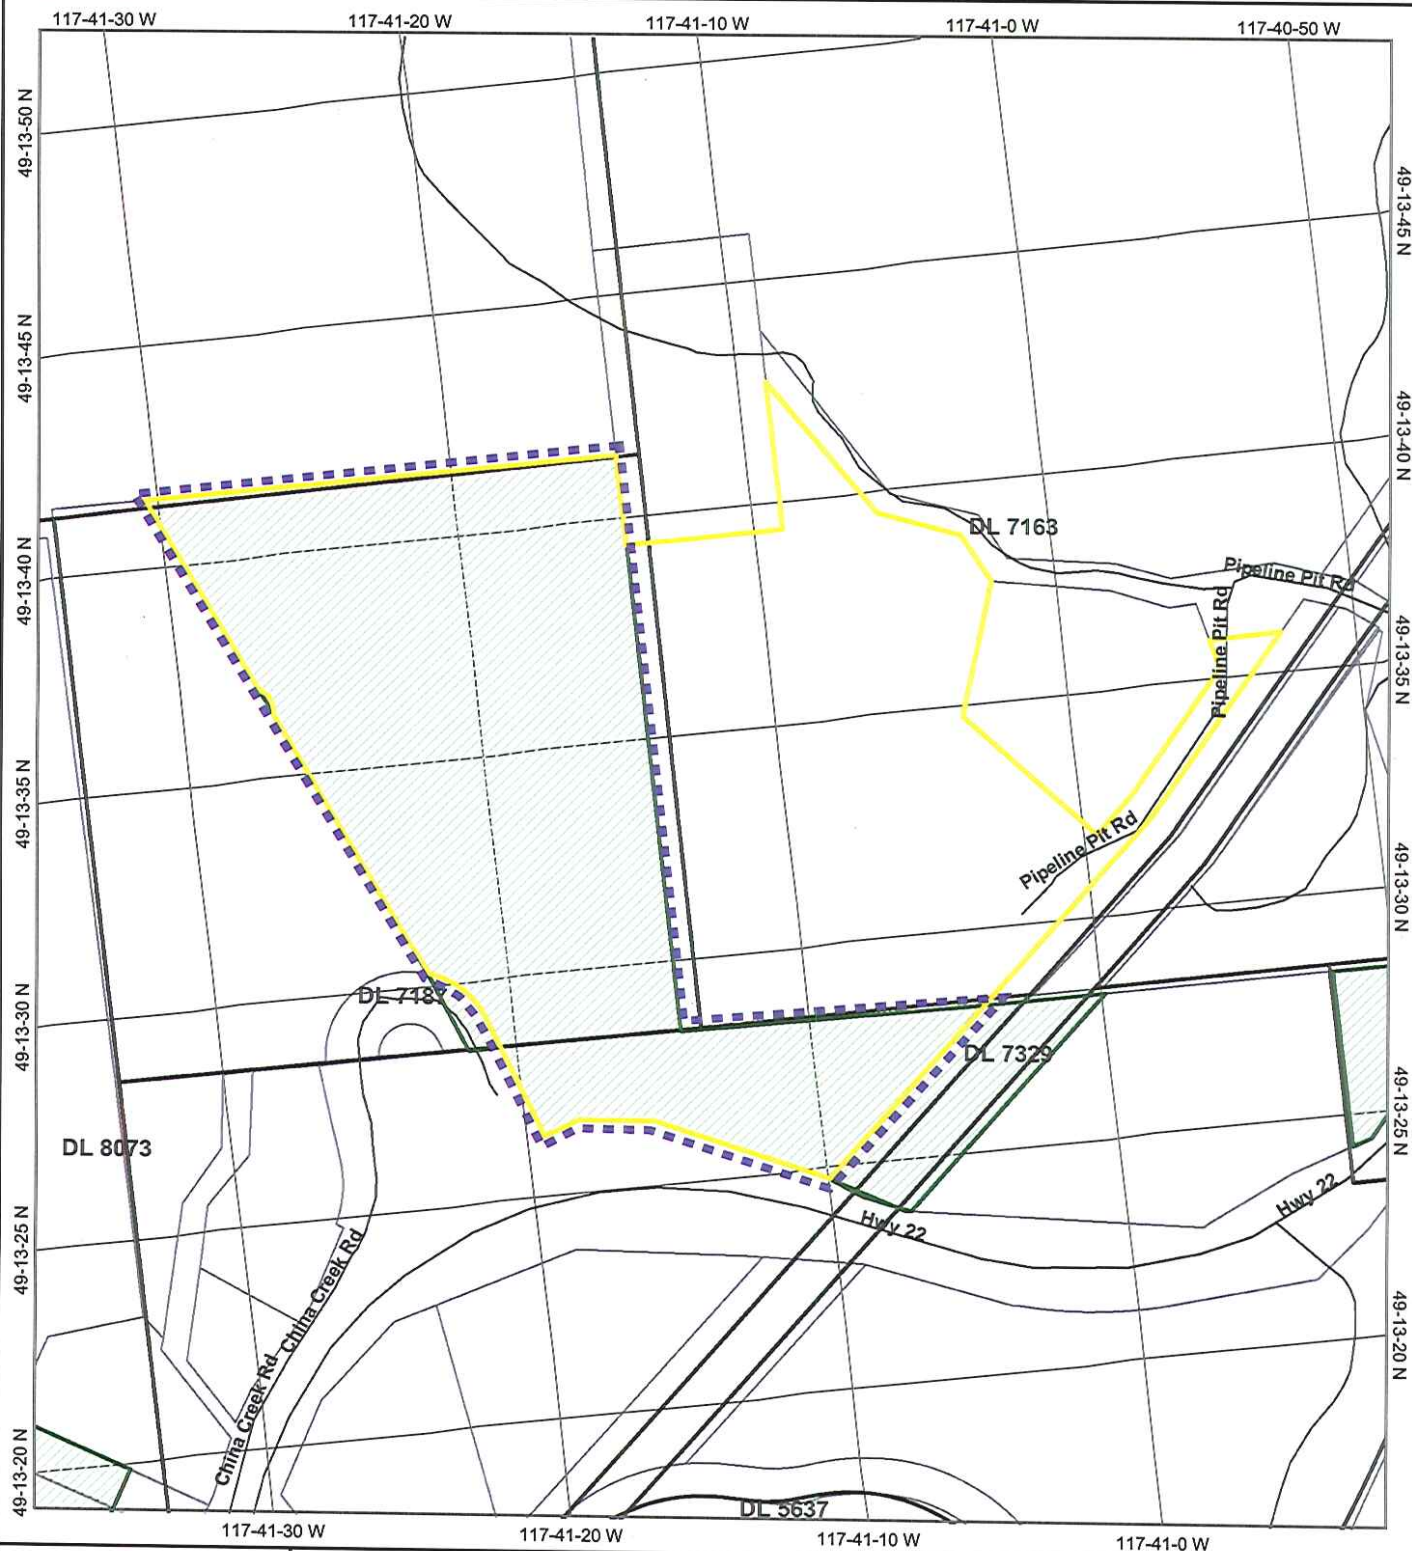 117-41-30 W
117-41-20 W
117-41-10 W
117-41-0 W
117-40-50 W
49-13-50 N
49-13-45 N
49-13-45 N
49-13-40 N
DL 7163
Pipeline Pit Rd
49-13-40 N
Pipeline Pit Rd
49-13-35 N
49-13-35 N
Pipeline Pit Rd
49-13-30 N
DL 7187
49-13-30 N
DL 7329
49-13-25 N
DL 8073
Hwy 22
Hwy 22
49-13-25 N
China Creek Rd
49-13-20 N
China Creek Rd
49-13-20 N
DL 5637
117-41-30 W
117-41-20 W
117-41-10 W
117-41-0 W